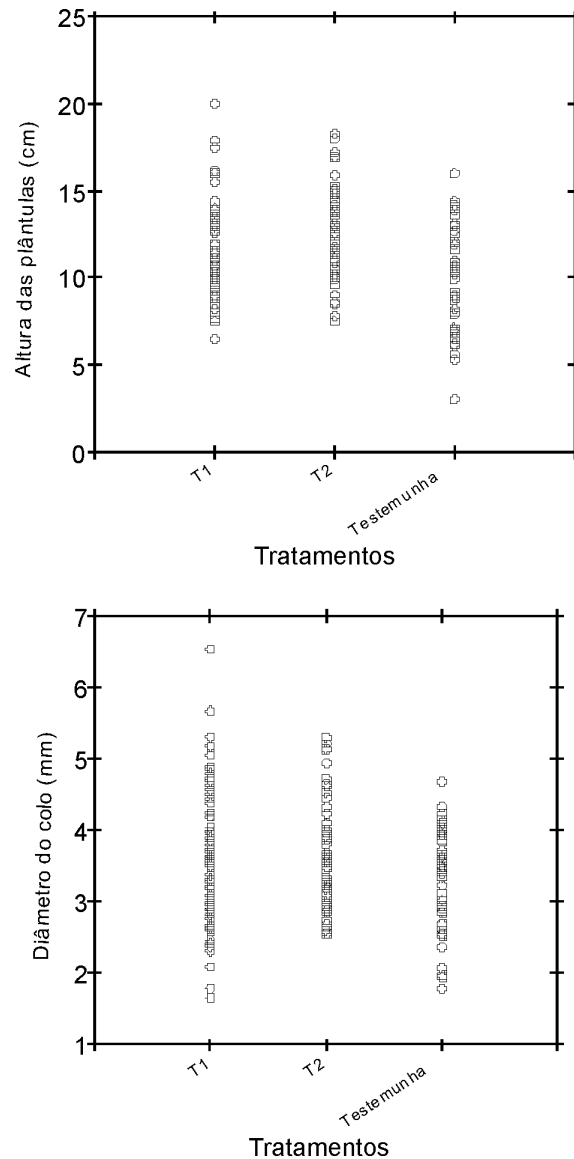 25
20
15
10
5
0
Altura das plântulas (cm)
T1
T2
Testemunha
Tratamentos
7
6
5
4
3
2
1
Diâmetro do colo (mm)
T1
T2
Testemunha
Tratamentos